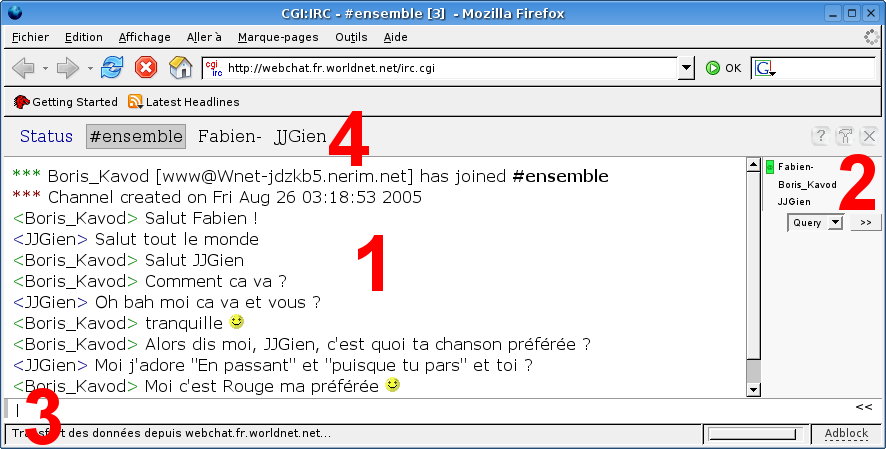 CGI:IRC - #ensemble [3] - Mozilla Firefox
Fichier Edition Affichage Aller à Marque-pages Outils Aide
cgi irc http://webchat.fr.worldnet.net/irc.cgi OK G
Getting Started Latest Headlines
Status #ensemble Fabien- JJGien 4 ?
*** Boris_Kavod [www@Wnet-jdzkb5.nerim.net] has joined #ensemble
*** Channel created on Fri Aug 26 03:18:53 2005
<Boris_Kavod> Salut Fabien !
<JJGien> Salut tout le monde
<Boris_Kavod> Salut JJGien
<Boris_Kavod> Comment ca va ?
<JJGien> Oh bah moi ca va et vous ?
<Boris_Kavod> tranquille
<Boris_Kavod> Alors dis moi, JJGien, c'est quoi ta chanson préférée ?
<JJGien> Moi j'adore "En passant" et "puisque tu pars" et toi ?
<Boris_Kavod> Moi c'est Rouge ma préférée
1
Fabien-
Boris_Kavod
JJGien
2
Query >>
<<
3
Transfert des données depuis webchat.fr.worldnet.net... Adblock